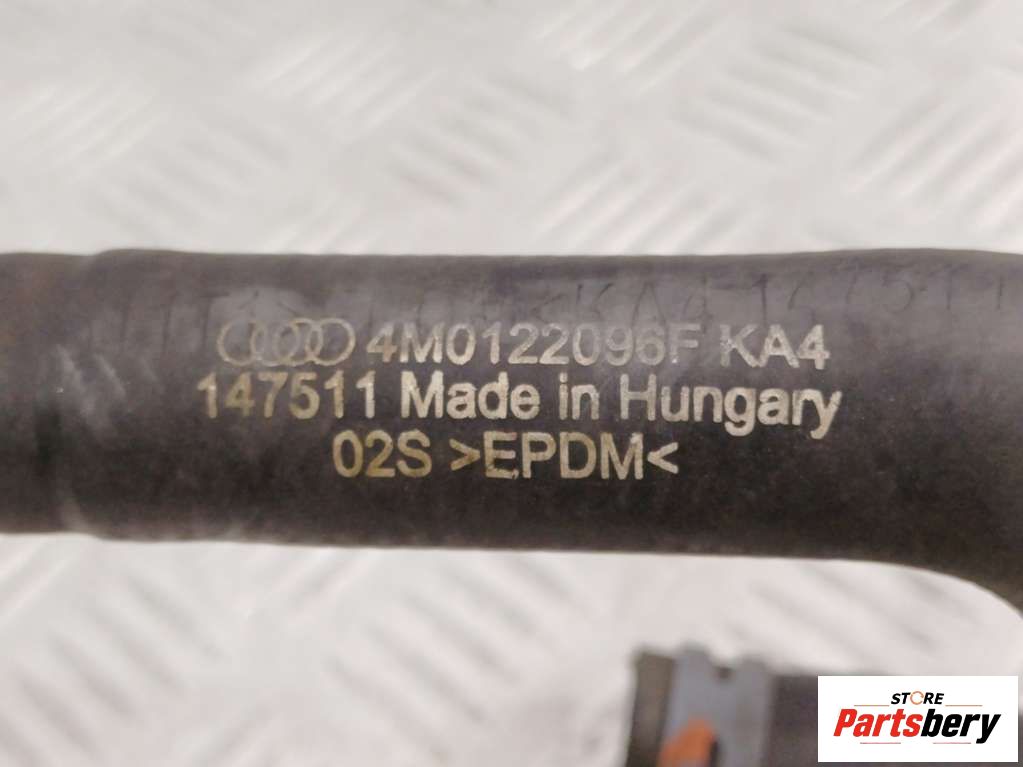 4M0122096F KA4
147511 Made in Hungary
02S >EPDM<
STORE
Partsbery